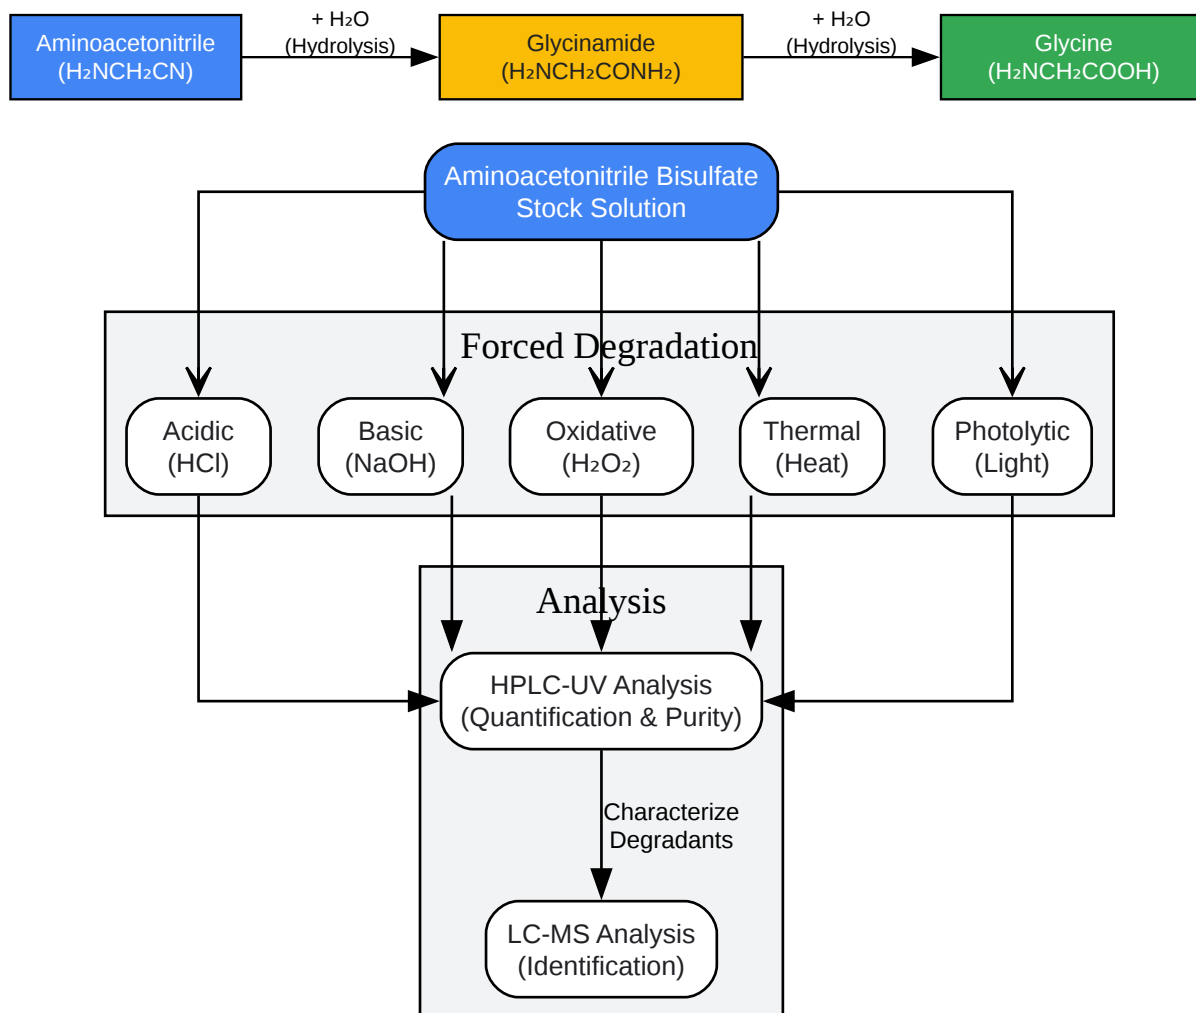 Aminoacetonitrile
(H₂NCH₂CN)
+ H₂O
(Hydrolysis)
Glycinamide
(H₂NCH₂CONH₂)
+ H₂O
(Hydrolysis)
Glycine
(H₂NCH₂COOH)
Aminoacetonitrile Bisulfate
Stock Solution
Forced Degradation
Acidic
(HCl)
Basic
(NaOH)
Oxidative
(H₂O₂)
Thermal
(Heat)
Photolytic
(Light)
Analysis
HPLC-UV Analysis
(Quantification & Purity)
Characterize
Degradants
LC-MS Analysis
(Identification)